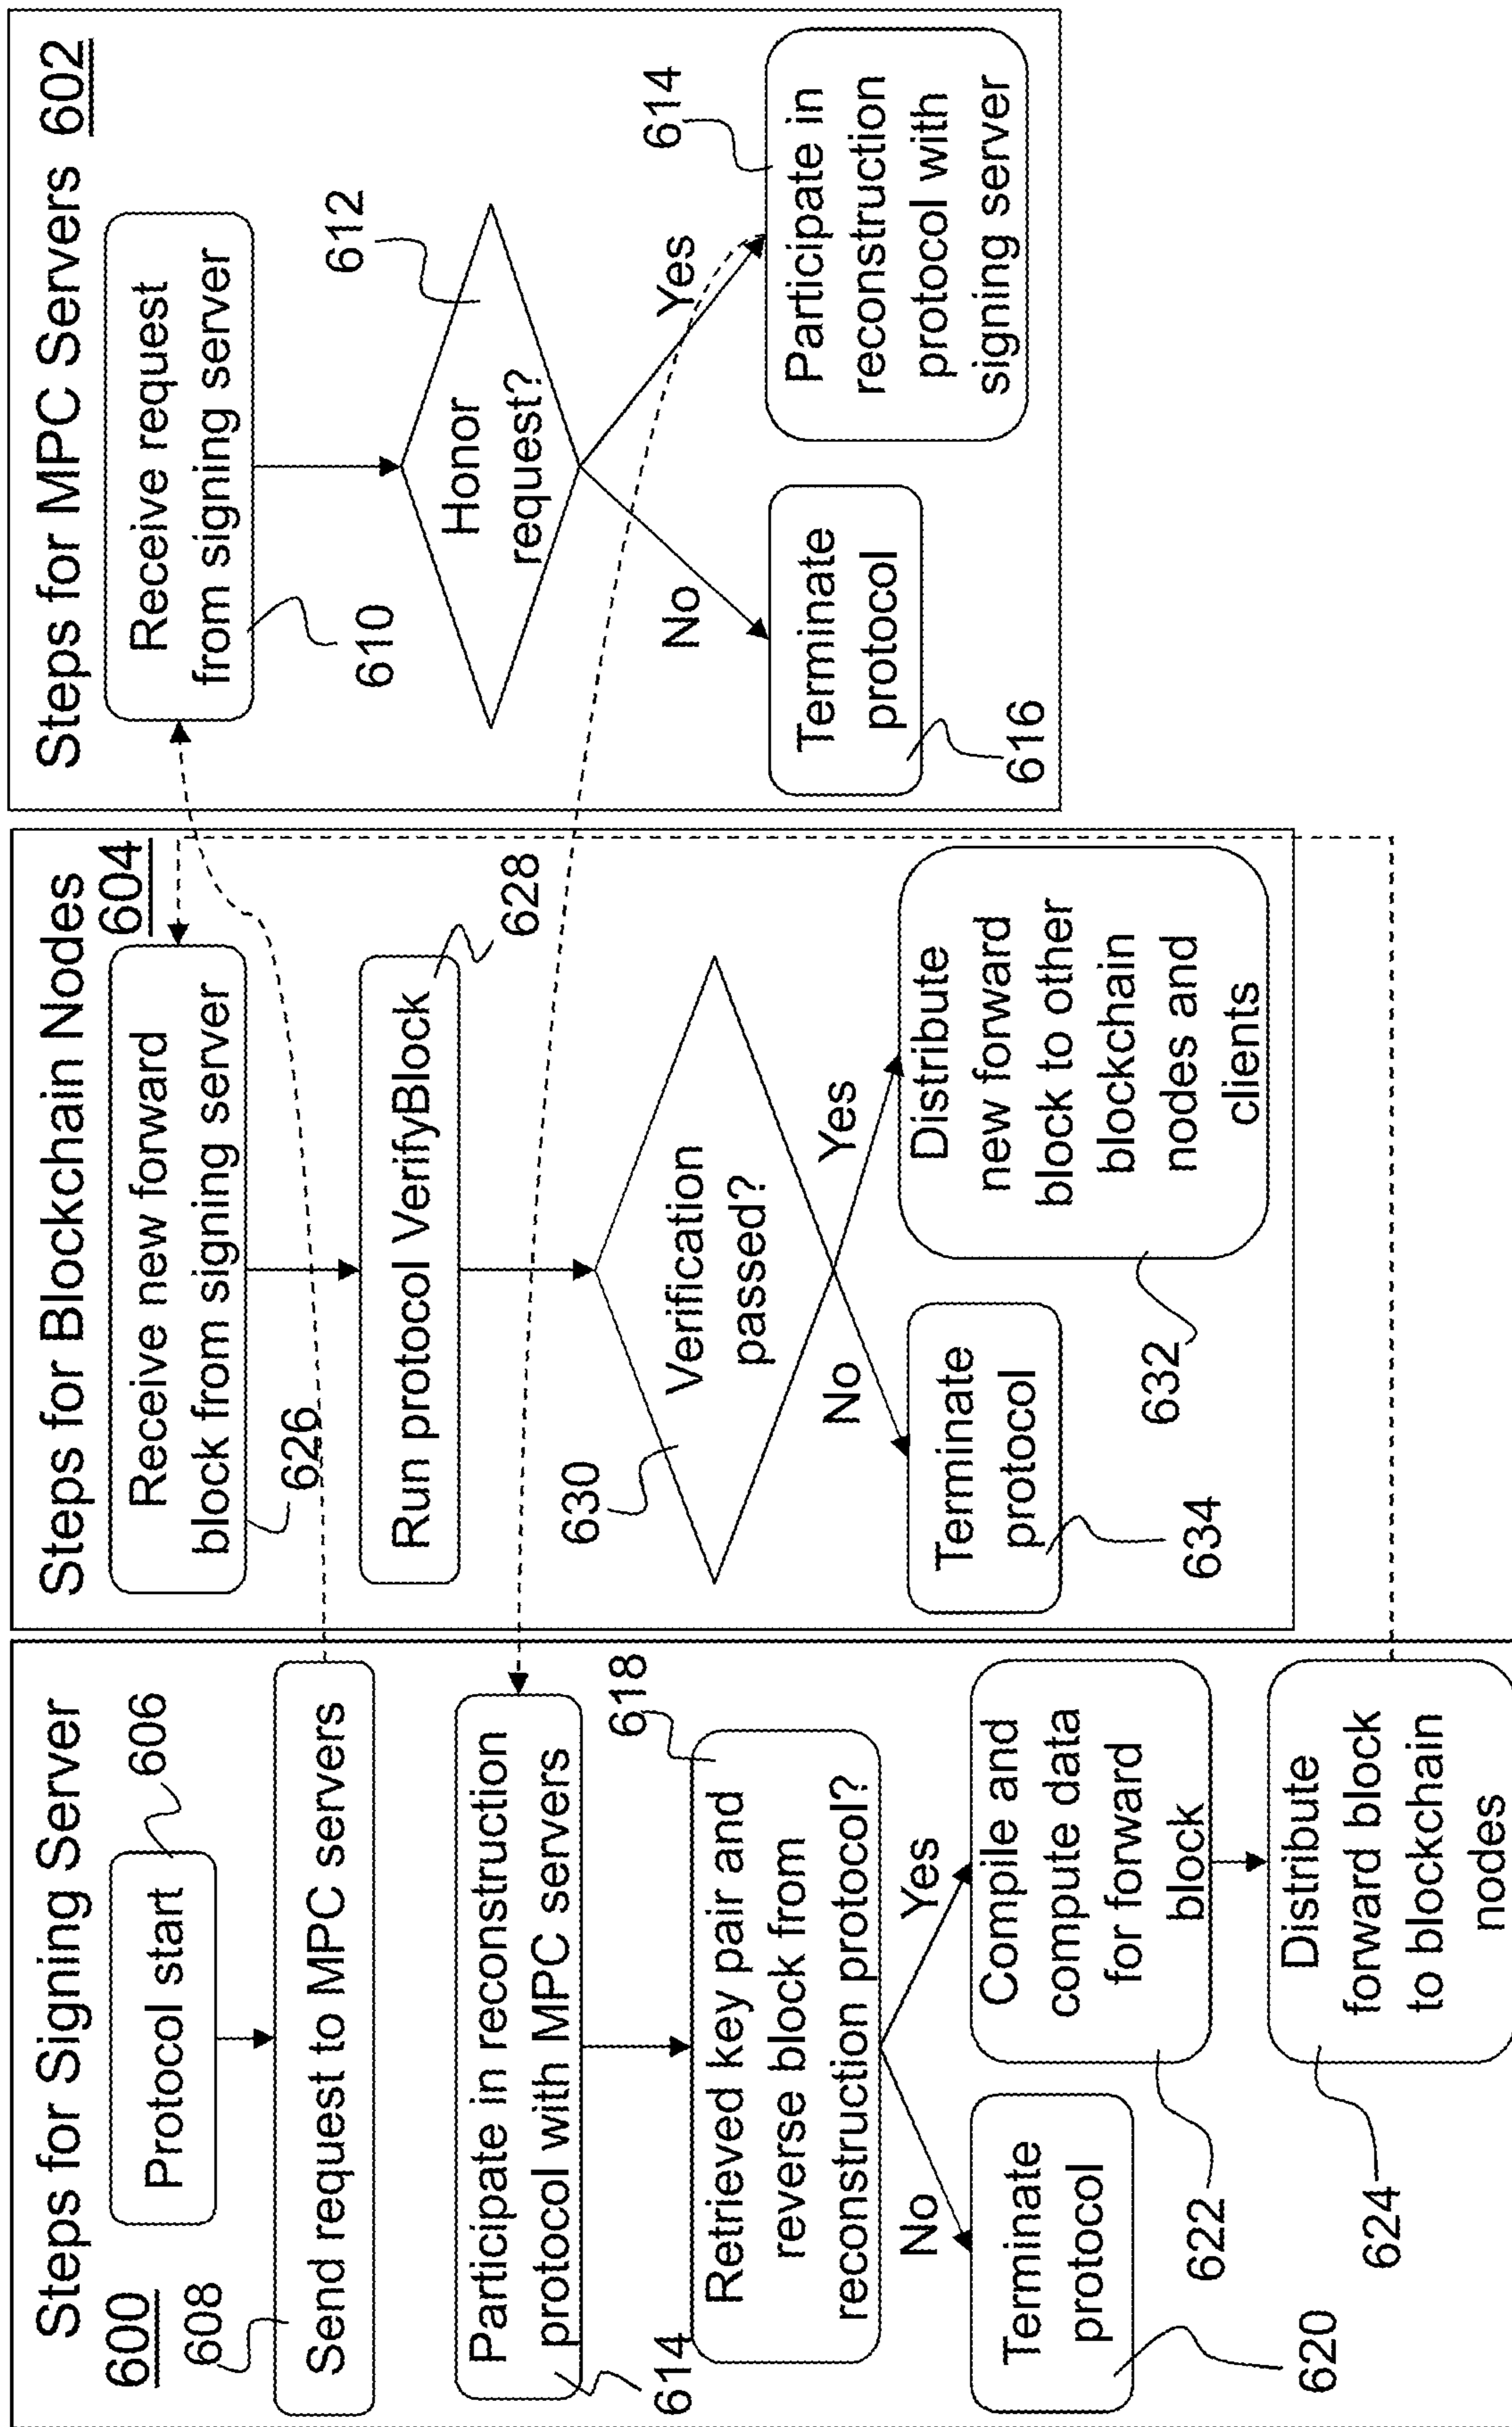 Steps for Signing Server
600
606
Protocol start
608
Send request to MPC servers
Participate in reconstruction
protocol with MPC servers
614
618
Retrieved key pair and
reverse block from
reconstruction protocol?
No
Yes
Terminate
protocol
620
Compile and
compute data
for forward
block
622
Distribute
forward block
to blockchain
nodes
624
Steps for Blockchain Nodes
604
Receive new forward
block from signing server
626
Run protocol VerifyBlock
628
630
Verification
passed?
No
Yes
Terminate
protocol
634
Distribute
new forward
block to other
blockchain
nodes and
clients
632
Steps for MPC Servers 602
Receive request
from signing server
610
612
Honor
request?
No
Yes
Terminate
protocol
616
614
Participate in
reconstruction
protocol with
signing server